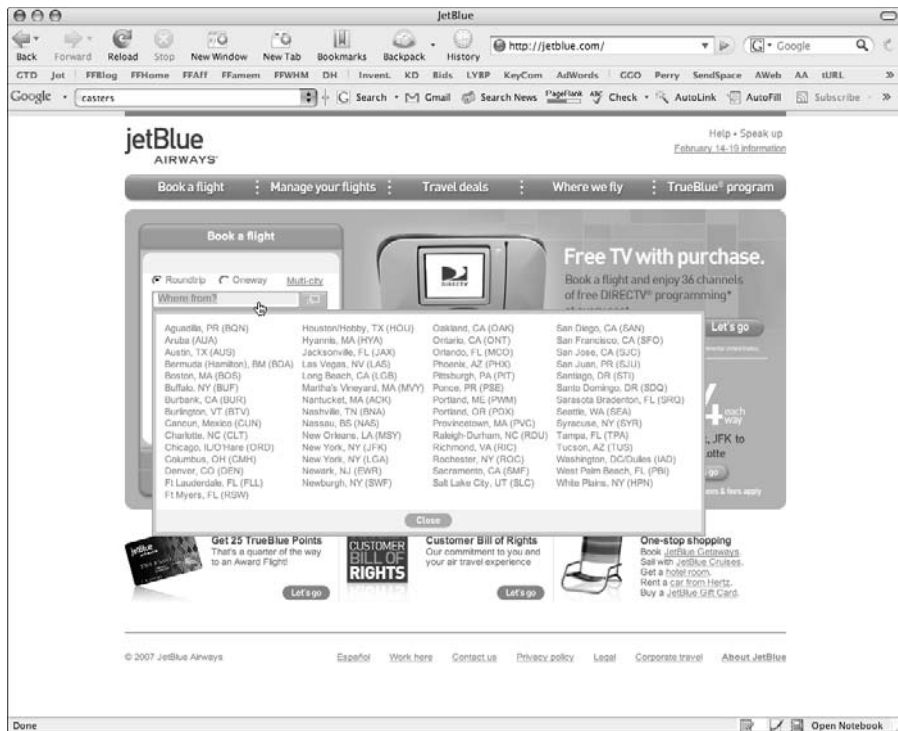 JetBlue
Back Forward Reload Stop New Window New Tab Bookmarks Backpack History http://jetblue.com/ G Google
GTD Jot FFBlog FFHome FFAff FFamem FFWHM DH Invent. KD Bids LYRP KeyCom AdWords GGO Perry SendSpace AWeb AA tURL »
Google casters G Search Gmail Search News PageRank ABC Check AutoLink AutoFill Subscribe »
jetBlue
AIRWAYS®
Help • Speak up
February 14-19 information
Book a flight Manage your flights Travel deals Where we fly TrueBlue® program
Book a flight
Roundtrip Oneway Multi-city
Where from?
DIRECTV
Free TV with purchase.
Book a flight and enjoy 36 channels
of free DIRECTV® programming*
Let's go
Aguadilla, PR (BQN)
Aruba (AUA)
Austin, TX (AUS)
Bermuda (Hamilton), BM (BDA)
Boston, MA (BOS)
Buffalo, NY (BUF)
Burbank, CA (BUR)
Burlington, VT (BTV)
Cancun, Mexico (CUN)
Charlotte, NC (CLT)
Chicago, IL/O'Hare (ORD)
Columbus, OH (CMH)
Denver, CO (DEN)
Ft Lauderdale, FL (FLL)
Ft Myers, FL (RSW)
Houston/Hobby, TX (HOU)
Hyannis, MA (HYA)
Jacksonville, FL (JAX)
Las Vegas, NV (LAS)
Long Beach, CA (LGB)
Martha's Vineyard, MA (MVY)
Nantucket, MA (ACK)
Nashville, TN (BNA)
Nassau, BS (NAS)
New Orleans, LA (MSY)
New York, NY (JFK)
New York, NY (LGA)
Newark, NJ (EWR)
Newburgh, NY (SWF)
Oakland, CA (OAK)
Ontario, CA (ONT)
Orlando, FL (MCO)
Phoenix, AZ (PHX)
Pittsburgh, PA (PIT)
Ponce, PR (PSE)
Portland, ME (PWM)
Portland, OR (PDX)
Provincetown, MA (PVC)
Raleigh-Durham, NC (RDU)
Richmond, VA (RIC)
Rochester, NY (ROC)
Sacramento, CA (SMF)
Salt Lake City, UT (SLC)
San Diego, CA (SAN)
San Francisco, CA (SFO)
San Jose, CA (SJC)
San Juan, PR (SJU)
Santiago, DR (STI)
Santo Domingo, DR (SDQ)
Sarasota Bradenton, FL (SRQ)
Seattle, WA (SEA)
Syracuse, NY (SYR)
Tampa, FL (TPA)
Tucson, AZ (TUS)
Washington, DC/Dulles (IAD)
West Palm Beach, FL (PBI)
White Plains, NY (HPN)
Close
4 each
way
, JFK to
lotte
go
ers & fees apply
jetBlue
Get 25 TrueBlue Points
That's a quarter of the way
to an Award Flight!
Let's go
CUSTOMER
BILL OF
RIGHTS
Customer Bill of Rights
Our commitment to you and
your air travel experience
Let's go
One-stop shopping
Book JetBlue Getaways.
Sail with JetBlue Cruises.
Get a hotel room.
Rent a car from Hertz.
Buy a JetBlue Gift Card.
© 2007 JetBlue Airways Español Work here Contact us Privacy policy Legal Corporate travel About JetBlue
Done Open Notebook